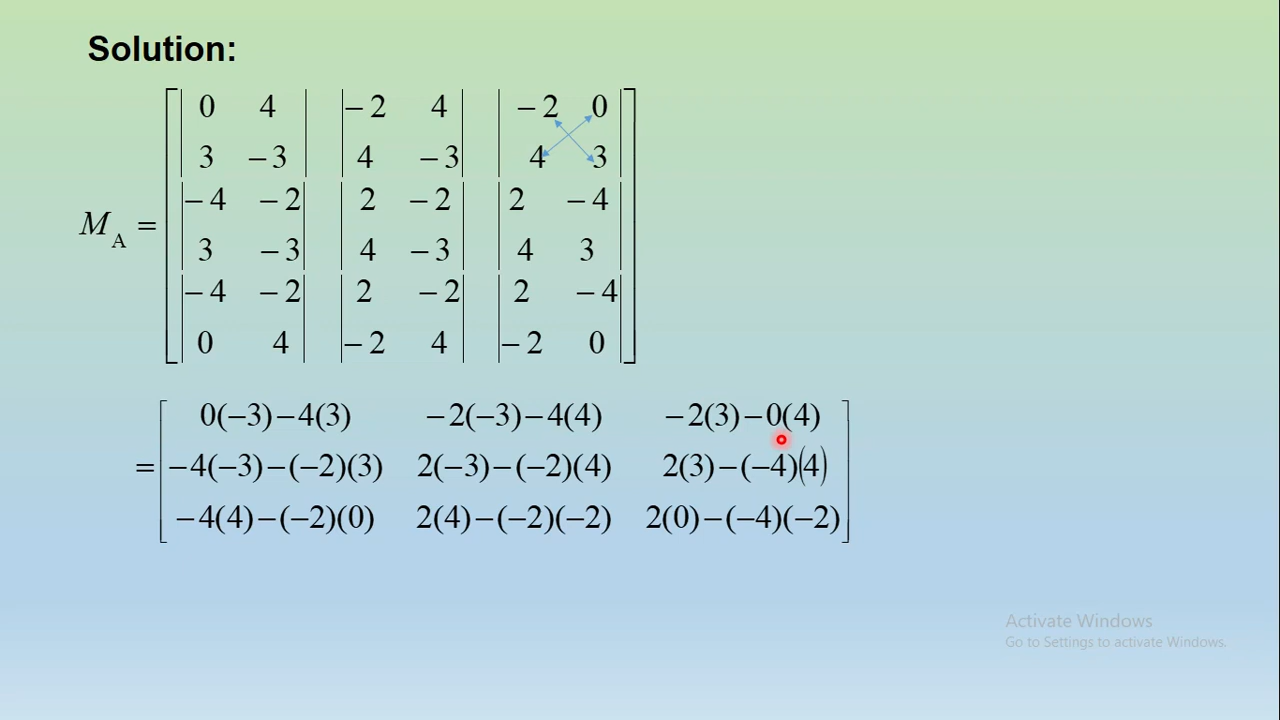 Solution:
0 4 −2 4 −2 0
3 −3 4 −3 4 3
−4 −2 2 −2 2 −4
M_A =
3 −3 4 −3 4 3
−4 −2 2 −2 2 −4
0 4 −2 4 −2 0
0(−3)−4(3) −2(−3)−4(4) −2(3)−0(4)
= −4(−3)−(−2)(3) 2(−3)−(−2)(4) 2(3)−(−4)(4)
−4(4)−(−2)(0) 2(4)−(−2)(−2) 2(0)−(−4)(−2)
Activate Windows
Go to Settings to activate Windows.